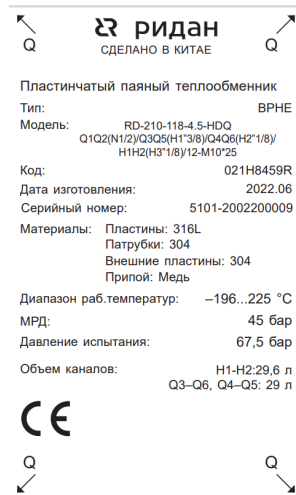 Q ридан Q
СДЕЛАНО В КИТАЕ
Пластинчатый паяный теплообменник
Тип: BPHE
Модель: RD-210-118-4.5-HDQ
Q1Q2(N1/2)/Q3Q5(H1"3/8)/Q4Q6(H2"1/8)/
H1H2(H3"1/8)/12-M10*25
Код: 021H8459R
Дата изготовления: 2022.06
Серийный номер: 5101-2002200009
Материалы: Пластины: 316L
Патрубки: 304
Внешние пластины: 304
Припой: Медь
Диапазон раб.температур: –196...225 °C
МРД: 45 бар
Давление испытания: 67,5 бар
Объем каналов: H1-H2:29,6 л
Q3–Q6, Q4–Q5: 29 л
CE
Q Q